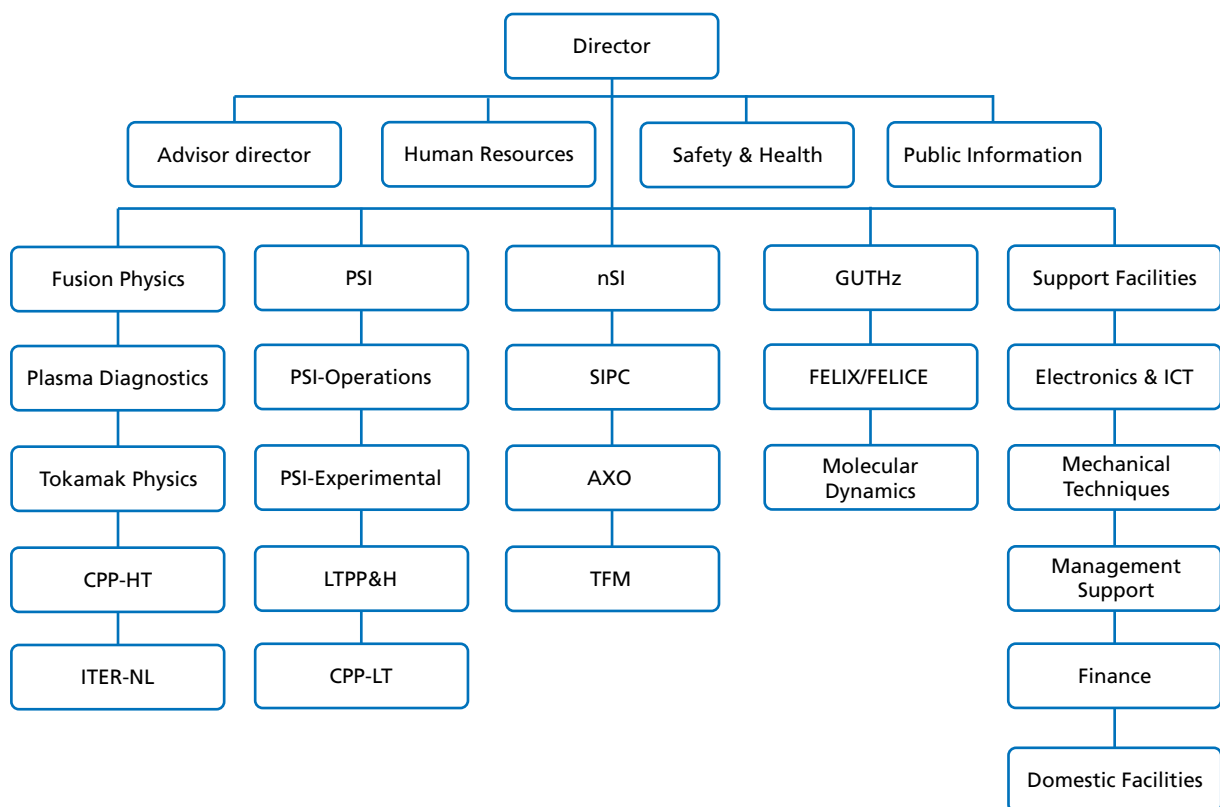 Director
Advisor director
Human Resources
Safety & Health
Public Information
Fusion Physics
PSI
nSI
GUTHz
Support Facilities
Plasma Diagnostics
PSI-Operations
SIPC
FELIX/FELICE
Electronics & ICT
Tokamak Physics
PSI-Experimental
AXO
Molecular
Dynamics
Mechanical
Techniques
CPP-HT
LTPP&H
TFM
Management
Support
ITER-NL
CPP-LT
Finance
Domestic Facilities